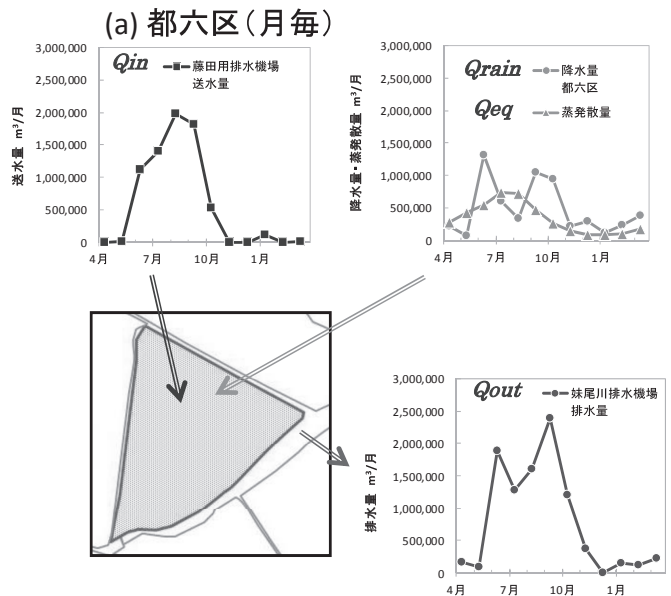 (a) 都六区(月毎)
Qin
藤田用排水機場
送水量
送水量 m³/月
3,000,000
2,500,000
2,000,000
1,500,000
1,000,000
500,000
0
4月
7月
10月
1月
Qrain
降水量
都六区
Qeq
蒸発散量
降水量・蒸発散量 m³/月
3,000,000
2,500,000
2,000,000
1,500,000
1,000,000
500,000
0
4月
7月
10月
1月
Qout
妹尾川排水機場
排水量
排水量 m³/月
3,000,000
2,500,000
2,000,000
1,500,000
1,000,000
500,000
0
4月
7月
10月
1月